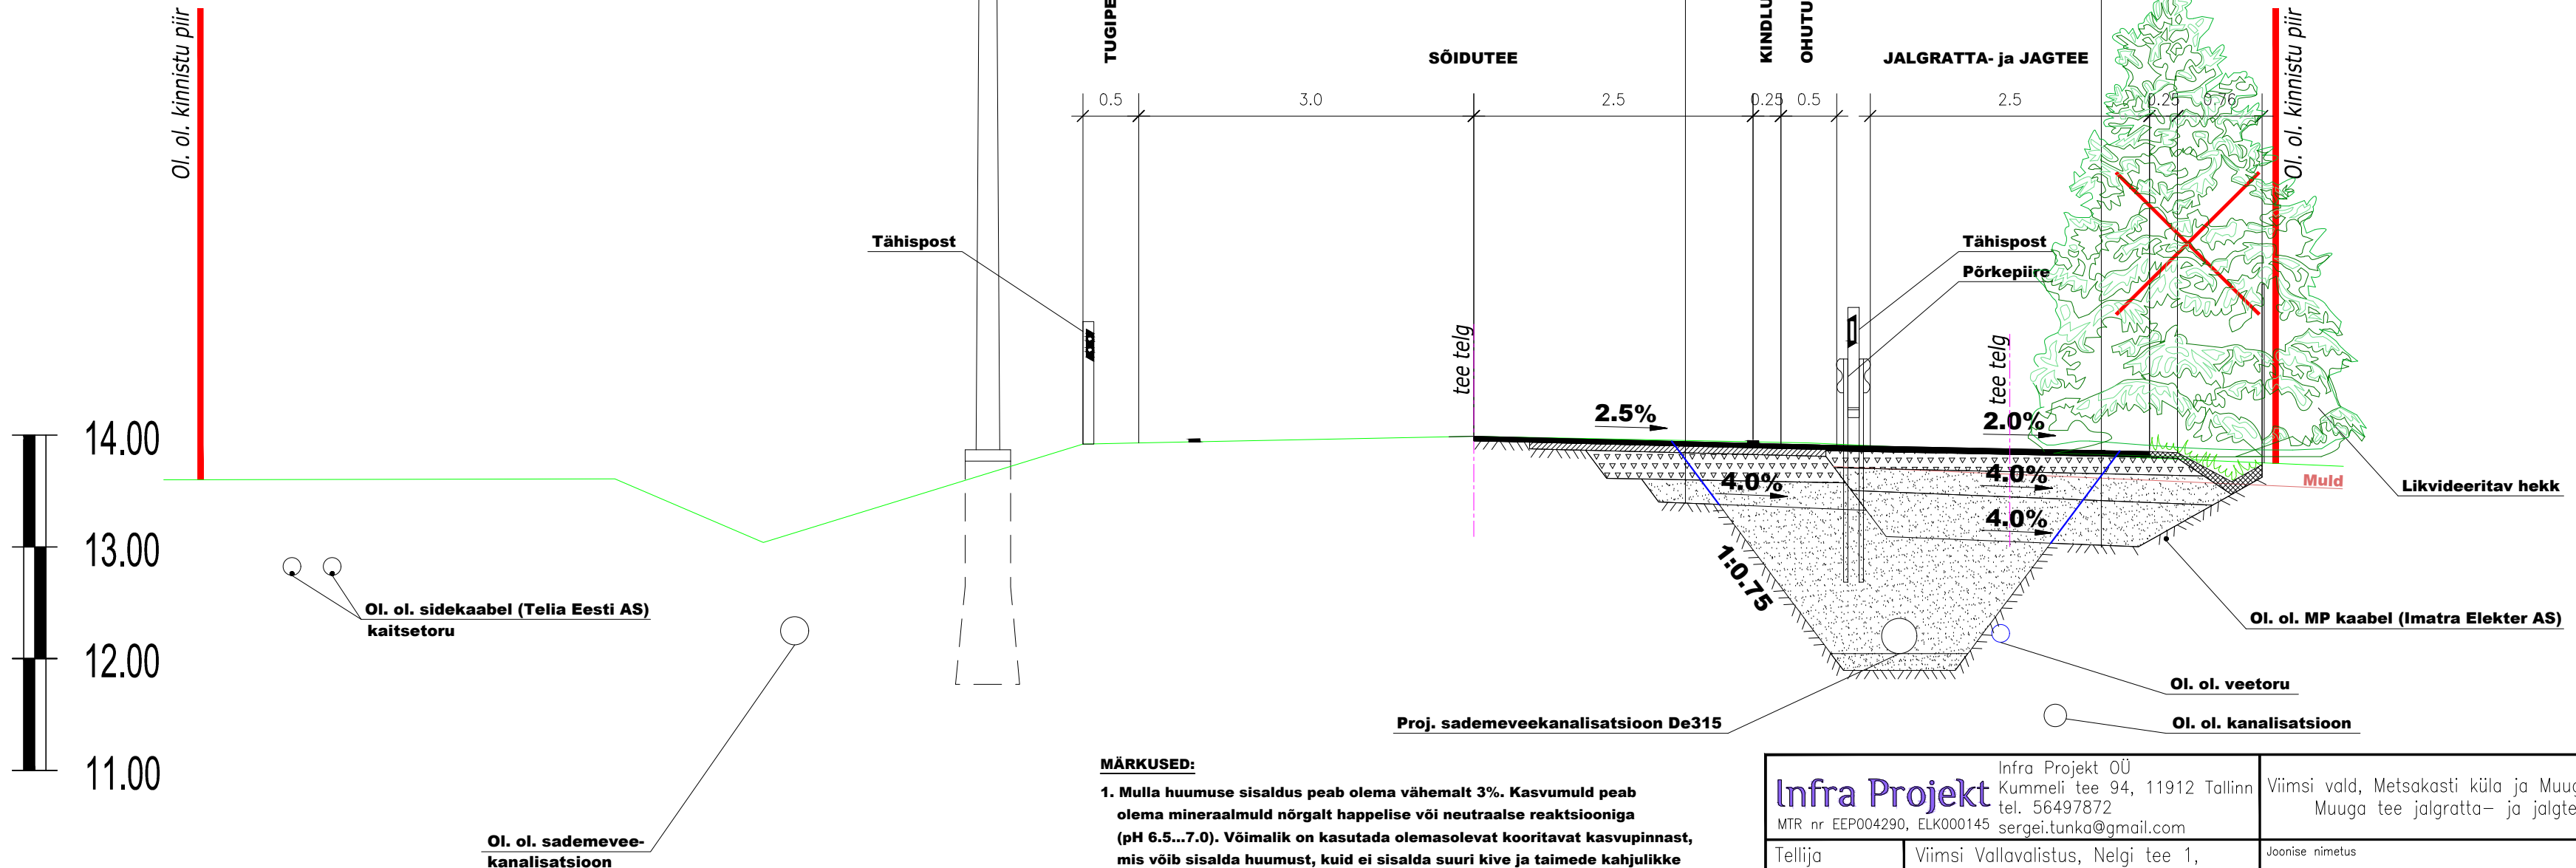 Ol. ol. kinnistu piir
TUGIPE
SÕIDUTEE
KINDLU
OHUTU
JALGRATTA- ja JAGTEE
Ol. ol. kinnistu piir
0.5
3.0
2.5
0.25
0.5
2.5
0.25
0.76
Tähispost
Tähispost
Põrkepiire
tee telg
tee telg
2.5%
2.0%
4.0%
4.0%
4.0%
1:0.75
Muld
Likvideeritav hekk
14.00
13.00
12.00
11.00
Ol. ol. sidekaabel (Telia Eesti AS)
kaitsetoru
Ol. ol. MP kaabel (Imatra Elekter AS)
Ol. ol. veetoru
Ol. ol. kanalisatsioon
Proj. sademeveekanalisatsioon De315
Ol. ol. sademevee-
kanalisatsioon
MÄRKUSED:
1. Mulla huumuse sisaldus peab olema vähemalt 3%. Kasvumuld peab
olema mineraalmuld nõrgalt happelise või neutraalse reaktsiooniga
(pH 6.5...7.0). Võimalik on kasutada olemasolevat kooritavat kasvupinnast,
mis võib sisalda huumust, kuid ei sisalda suuri kive ja taimede kahjulikke
Infra Projekt
Infra Projekt OÜ
Kummeli tee 94, 11912 Tallinn
tel. 56497872
MTR nr EEP004290, ELK000145
sergei.tunka@gmail.com
Viimsi vald, Metsakasti küla ja Muug
Muuga tee jalgratta- ja jalgte
Tellija
Viimsi Vallavalistus, Nelgi tee 1,
Joonise nimetus